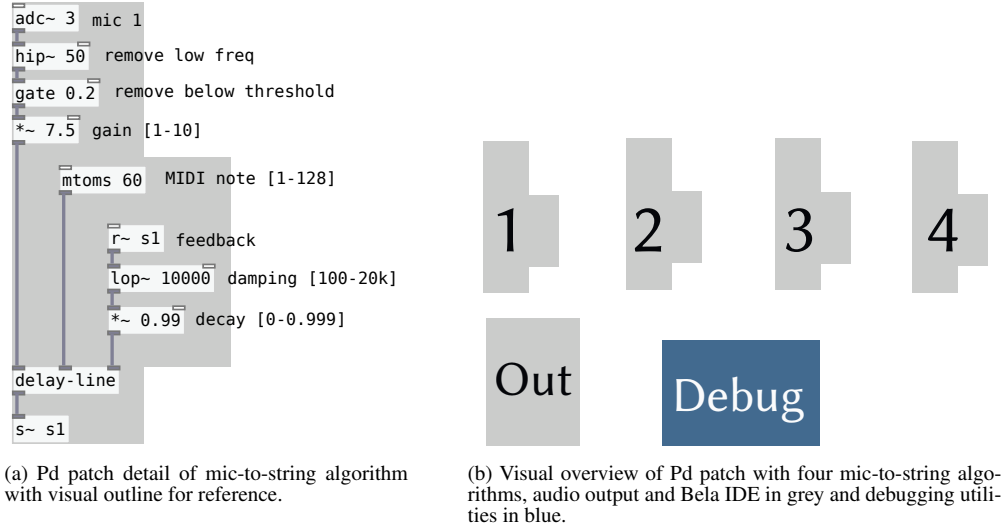 adc~ 3 mic 1
hip~ 50 remove low freq
gate 0.2 remove below threshold
*~ 7.5 gain [1-10]
mtoms 60 MIDI note [1-128]
r~ s1 feedback
lop~ 10000 damping [100-20k]
*~ 0.99 decay [0-0.999]
delay-line
s~ s1
(a) Pd patch detail of mic-to-string algorithm
with visual outline for reference.
1 2 3 4
Out
Debug
(b) Visual overview of Pd patch with four mic-to-string algo-
rithms, audio output and Bela IDE in grey and debugging utili-
ties in blue.